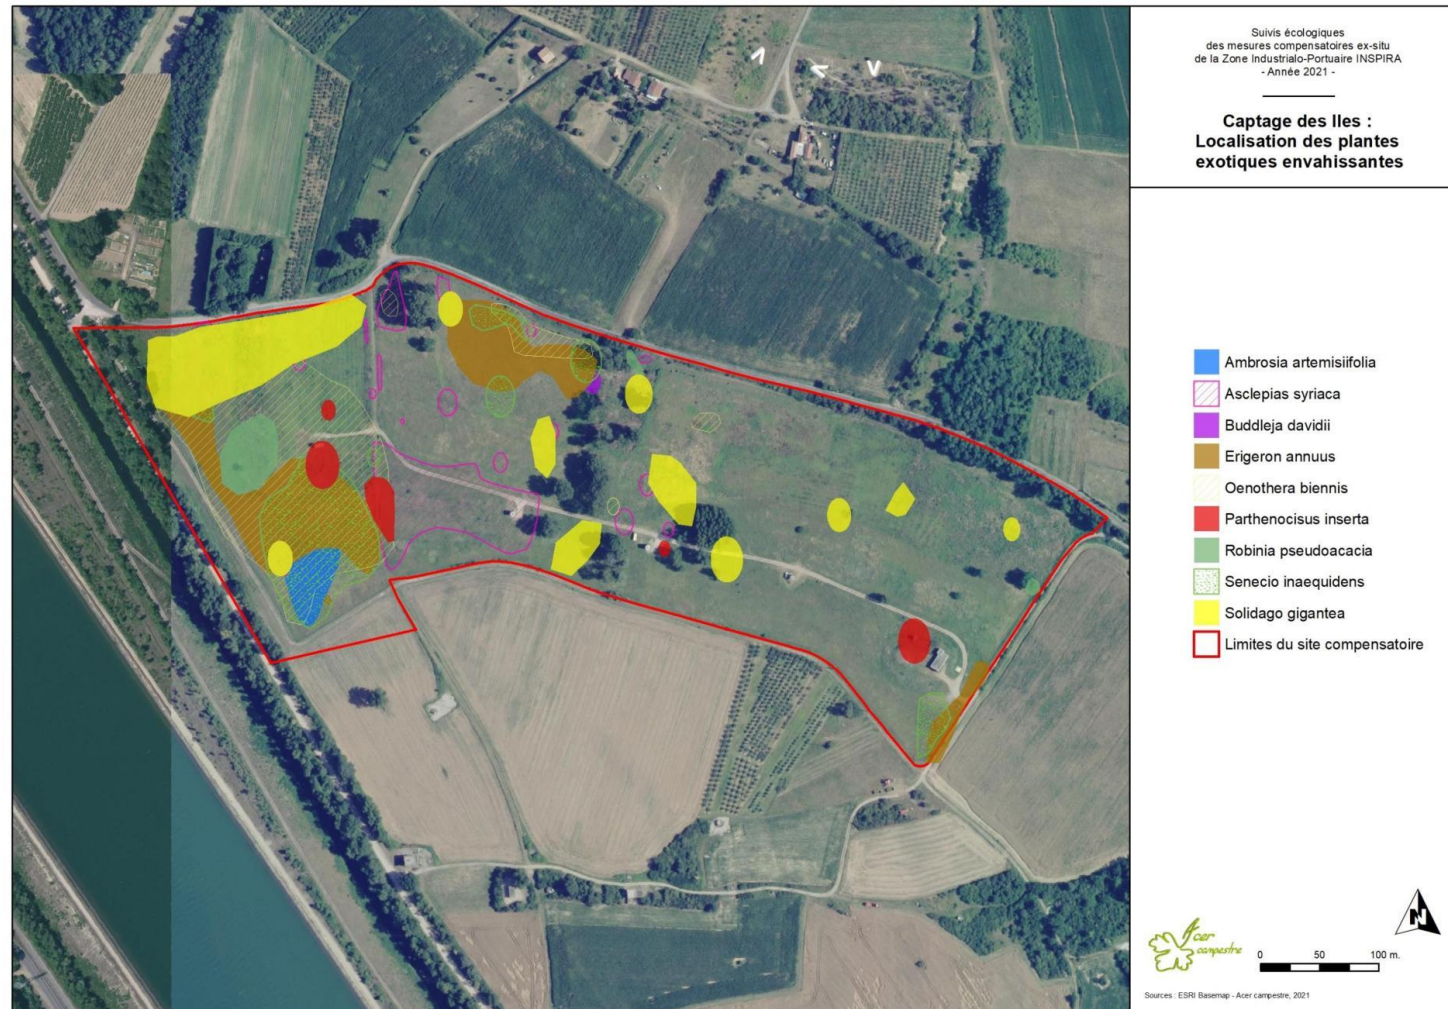 Suivis écologiques
des mesures compensatoires ex-situ
de la Zone Industrialo-Portuaire INSPIRA
- Année 2021 -
Captage des Iles :
Localisation des plantes
exotiques envahissantes
Ambrosia artemisiifolia
Asclepias syriaca
Buddleja davidii
Erigeron annuus
Oenothera biennis
Parthenocisus inserta
Robinia pseudoacacia
Senecio inaequidens
Solidago gigantea
Limites du site compensatoire
N
Acer
campestre
0 50 100 m.
Sources : ESRI Basemap - Acer campestre, 2021